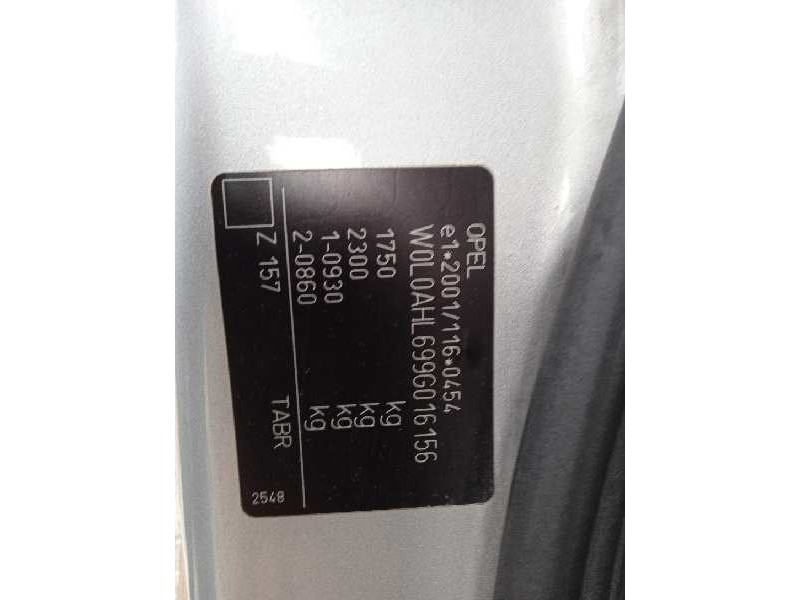 OPEL
e1*2001/116*0454
W0L0AHL699G016156
1750 kg
2300 kg
1-0930 kg
2-0860 kg
Z 157 TABR
2548